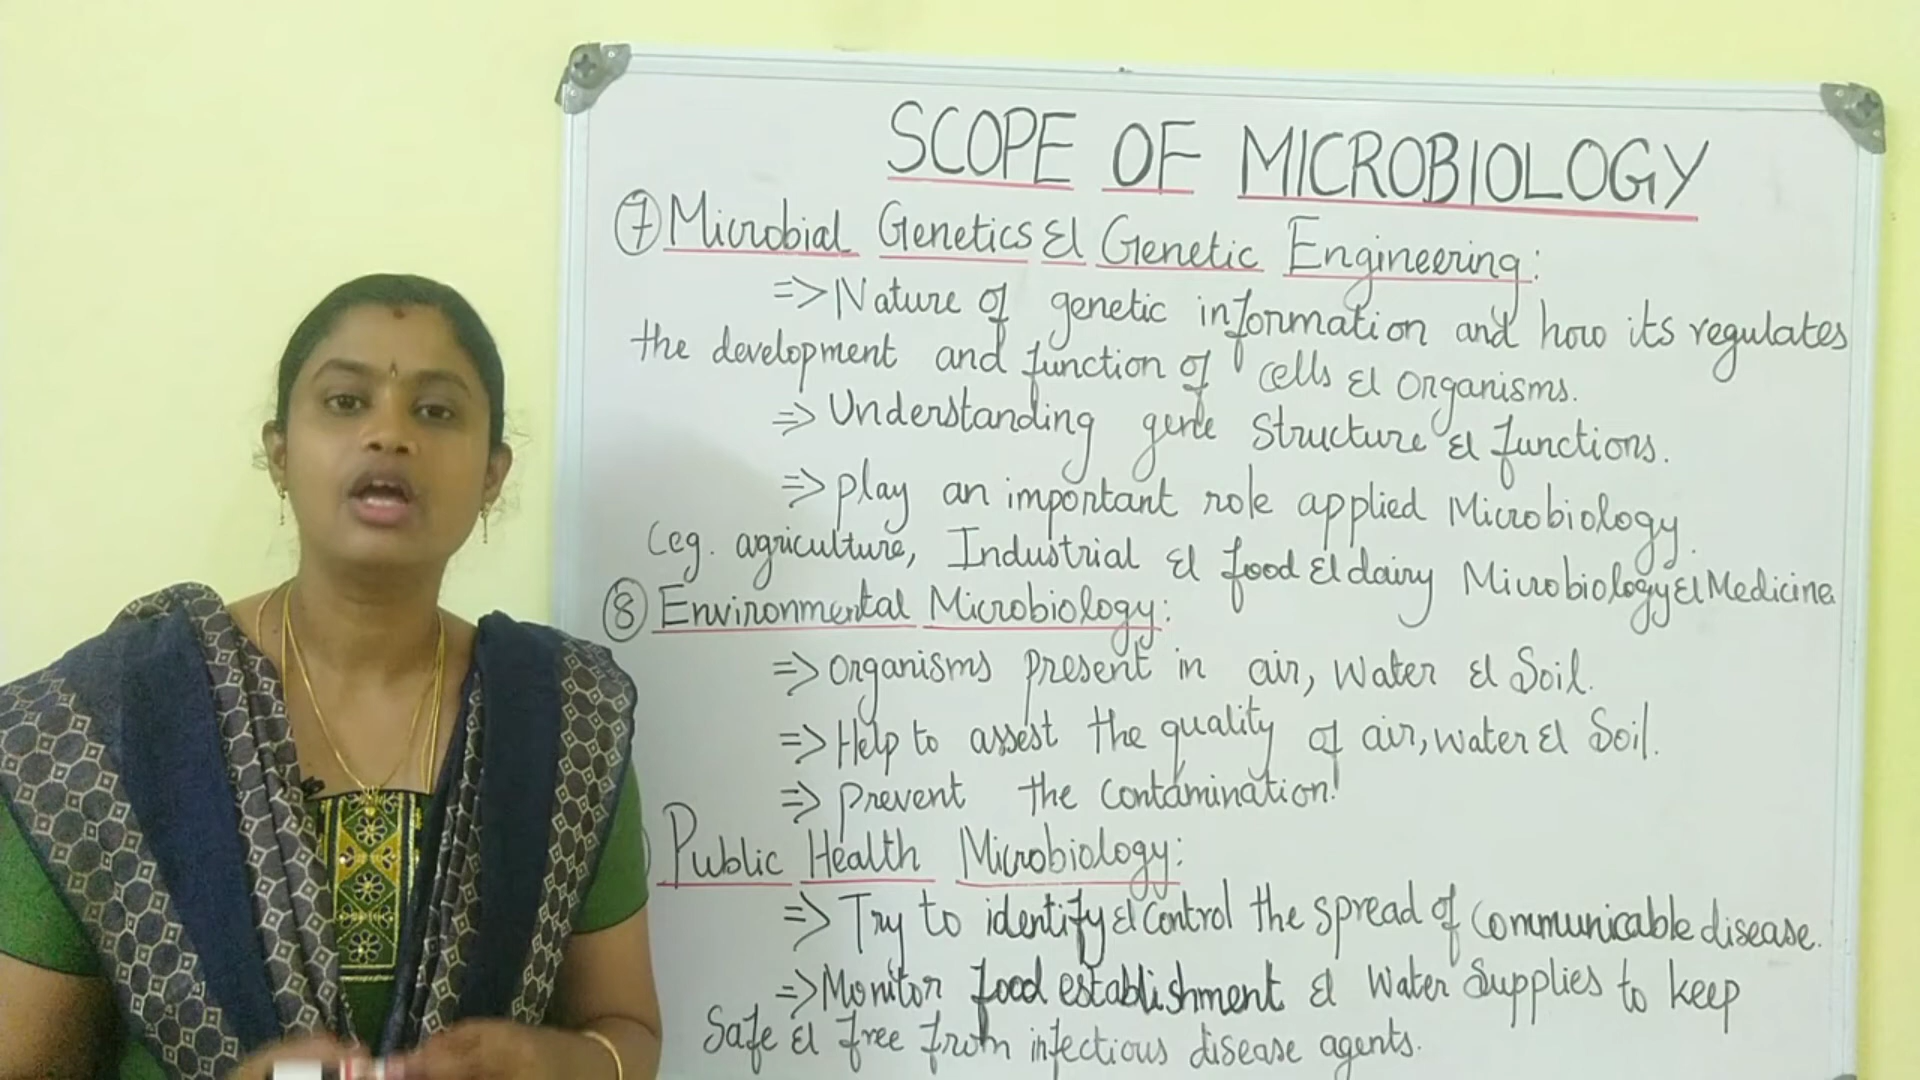 SCOPE OF MICROBIOLOGY
⑦ Microbial Genetics & Genetic Engineering:
=> Nature of genetic information and how its regulates
the development and function of cells & organisms.
=> Understanding gene structure & functions.
=> play an important role applied Microbiology.
(eg. agriculture, Industrial & food & dairy Microbiology & Medicine
⑧ Environmental Microbiology:
=> organisms present in air, water & Soil.
=> Help to assest the quality of air, water & Soil.
=> prevent the contamination.
) Public Health Microbiology:
=> Try to identify & control the spread of communicable disease.
=> Monitor food establishment & water supplies to keep
Safe & free from infectious disease agents.